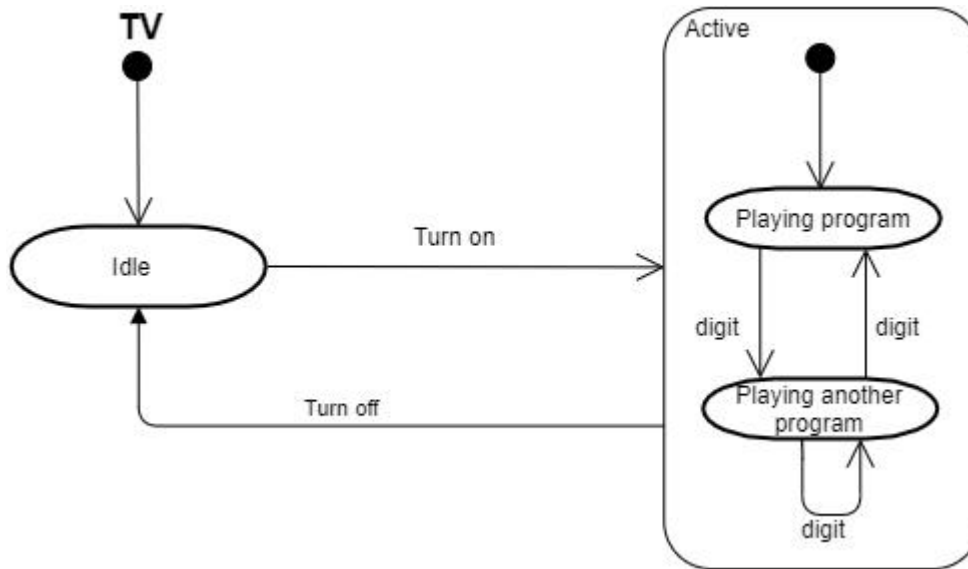 TV
Active
Playing program
Turn on
Idle
digit
digit
Playing another
program
Turn off
digit